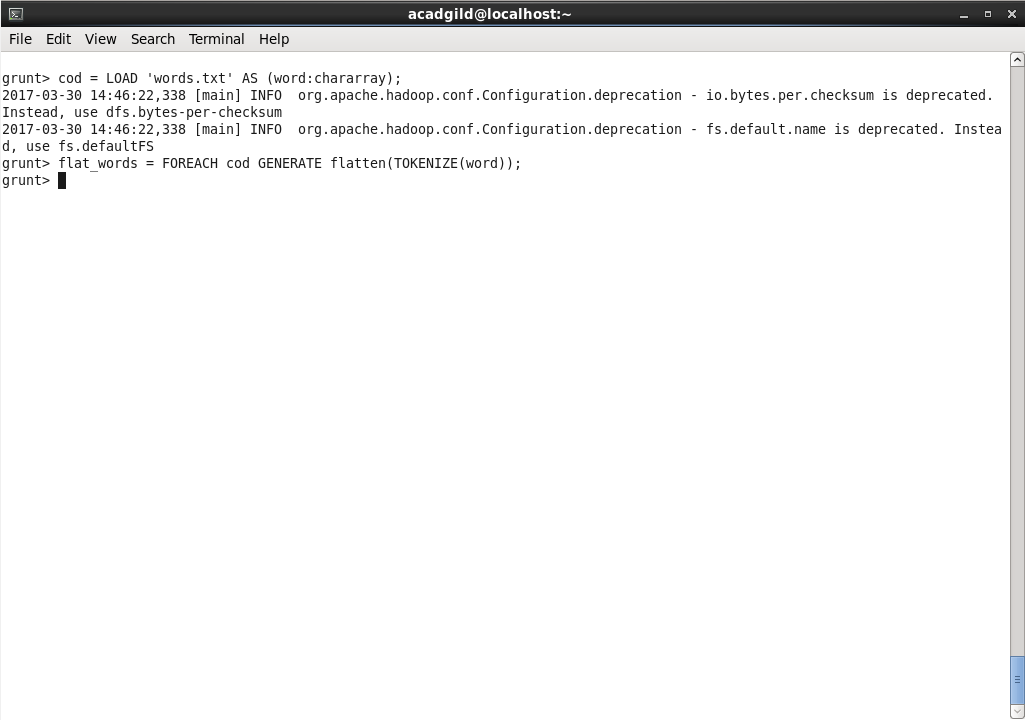 acadgild@localhost:~
File Edit View Search Terminal Help
grunt> cod = LOAD 'words.txt' AS (word:chararray);
2017-03-30 14:46:22,338 [main] INFO  org.apache.hadoop.conf.Configuration.deprecation - io.bytes.per.checksum is deprecated.
Instead, use dfs.bytes-per-checksum
2017-03-30 14:46:22,338 [main] INFO  org.apache.hadoop.conf.Configuration.deprecation - fs.default.name is deprecated. Instea
d, use fs.defaultFS
grunt> flat_words = FOREACH cod GENERATE flatten(TOKENIZE(word));
grunt>